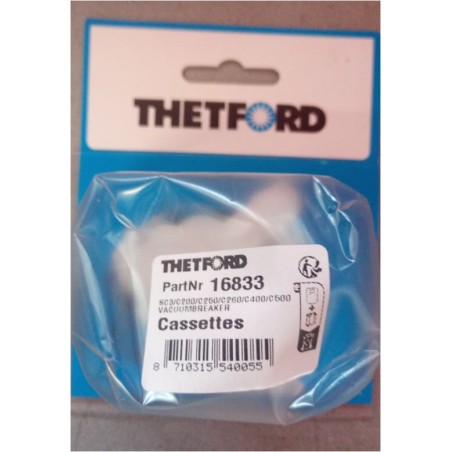 THETFORD
THETFORD
PartNr 16833
SC3/C200/C250/C260/C400/C500
VACUUMBREAKER
Cassettes
8 710315 540055